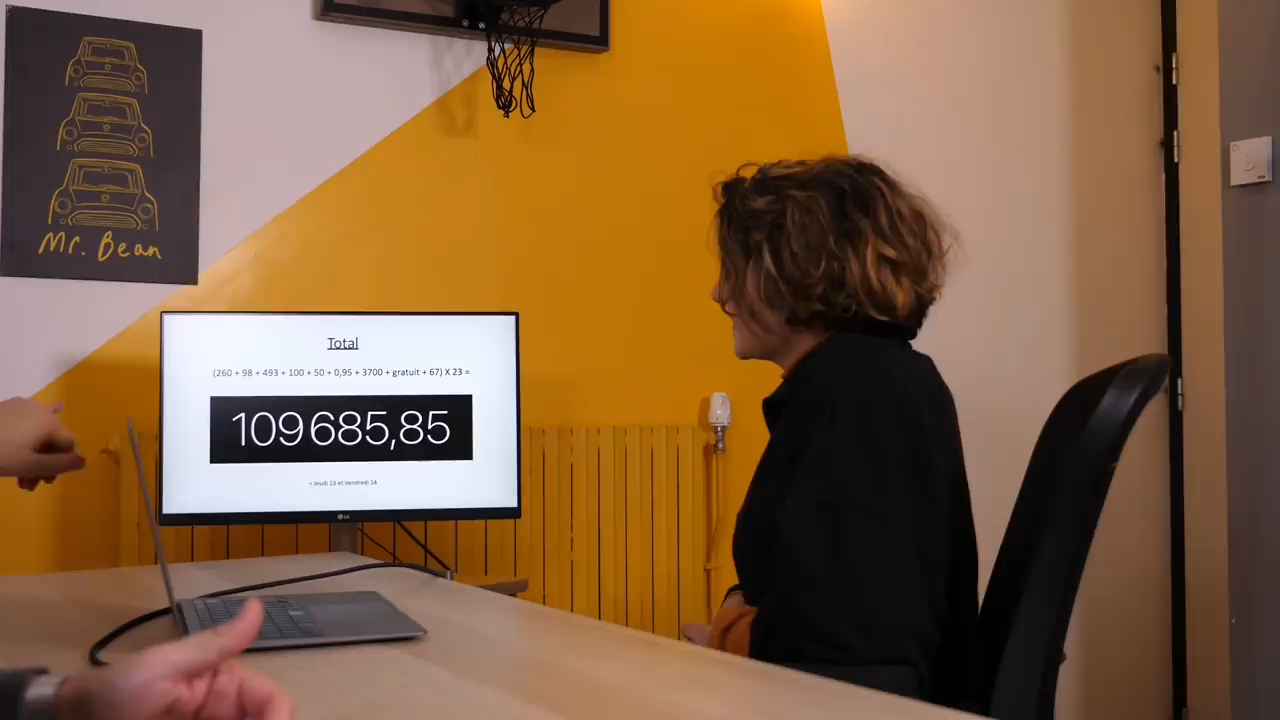 Mr. Bean
Total
(260 + 98 + 493 + 100 + 50 + 0,95 + 3700 + gratuit + 67) X 23 =
109 685,85
+ Jeudi 13 et Vendredi 14
LG